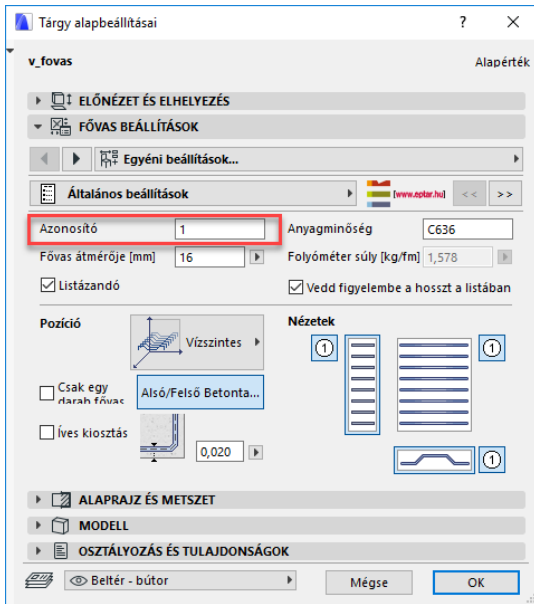 Tárgy alapbeállításai ? ×
v_fovas Alapérték
ELŐNÉZET ÉS ELHELYEZÉS
FŐVAS BEÁLLÍTÁSOK
Egyéni beállítások...
Általános beállítások [www.eptar.hu] << >>
Azonosító 1 Anyagminőség C636
Fővas átmérője [mm] 16 Folyóméter súly [kg/fm] 1,578
Listázandó Vedd figyelembe a hosszt a listában
Pozíció Nézetek
Vízszintes 1 1
Csak egy
darab fővas
Alsó/Felső Betonta...
Íves kiosztás
0,020 1
ALAPRAJZ ÉS METSZET
MODELL
OSZTÁLYOZÁS ÉS TULAJDONSÁGOK
Beltér - bútor Mégse OK